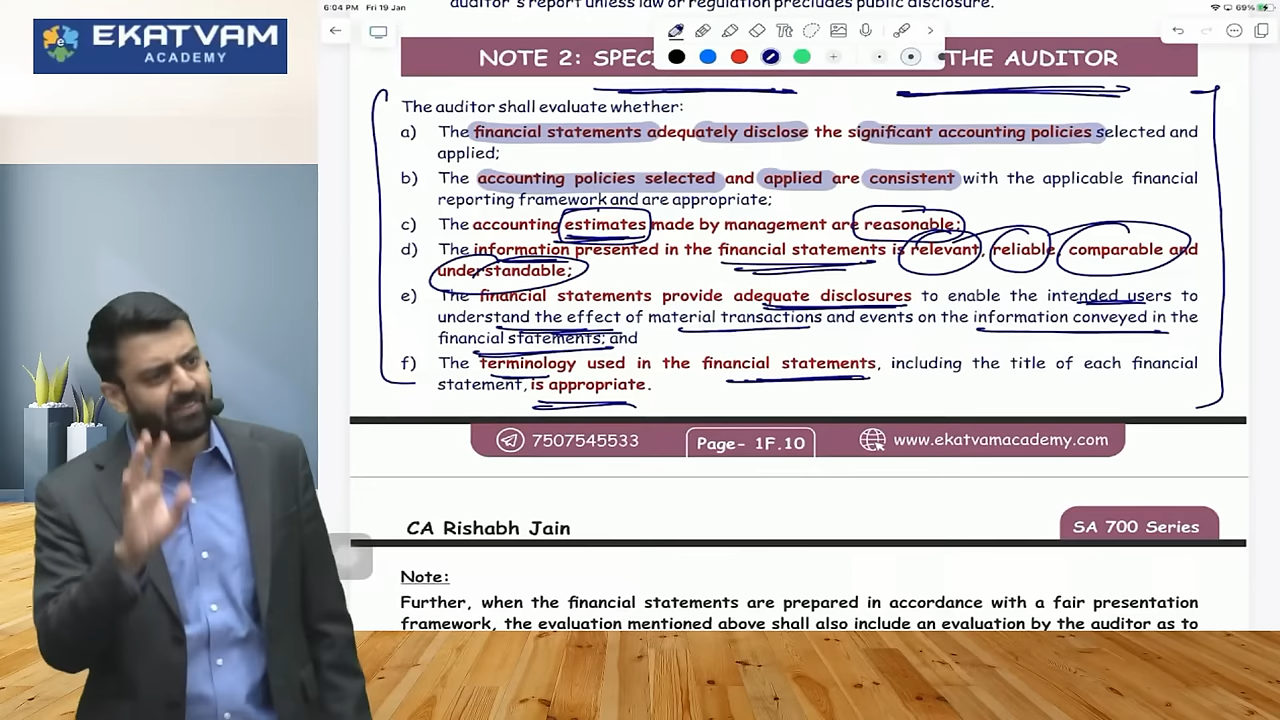 6:04 PM Fri 19 Jan
69%
auditor's report unless law or regulation precludes public disclosure.
EKATVAM
ACADEMY
Tt
NOTE 2: THE AUDITOR
The auditor shall evaluate whether:
a) The financial statements adequately disclose the significant accounting policies selected and
applied;
b) The accounting policies selected and applied are consistent with the applicable financial
reporting framework and are appropriate;
c) The accounting estimates made by management are reasonable;
d) The information presented in the financial statements is relevant, reliable, comparable and
understandable;
e) The financial statements provide adequate disclosures to enable the intended users to
understand the effect of material transactions and events on the information conveyed in the
financial statements; and
f) The terminology used in the financial statements, including the title of each financial
statement, is appropriate.
7507545533
Page- 1F.10
www.ekatvamacademy.com
CA Rishabh Jain
SA 700 Series
Note:
Further, when the financial statements are prepared in accordance with a fair presentation
framework, the evaluation mentioned above shall also include an evaluation by the auditor as to